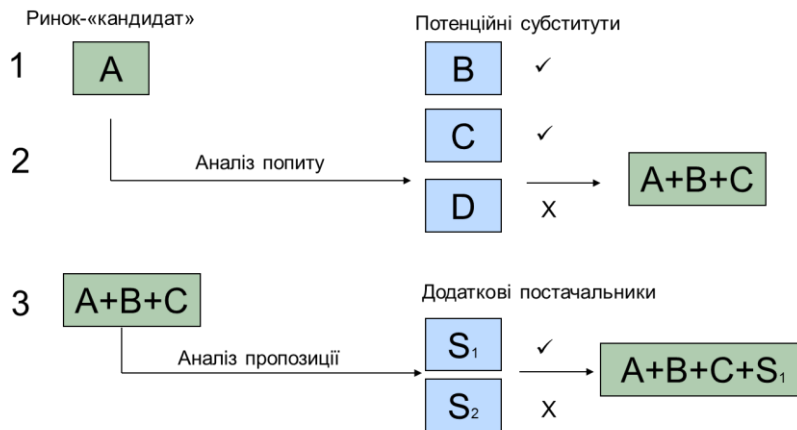 Ринок-«кандидат»
Потенційні субститути
1
A
B ✓
C ✓
2
Аналіз попиту
D X
A+B+C
3
A+B+C
Додаткові постачальники
Аналіз пропозиції
S₁ ✓
S₂ X
A+B+C+S₁